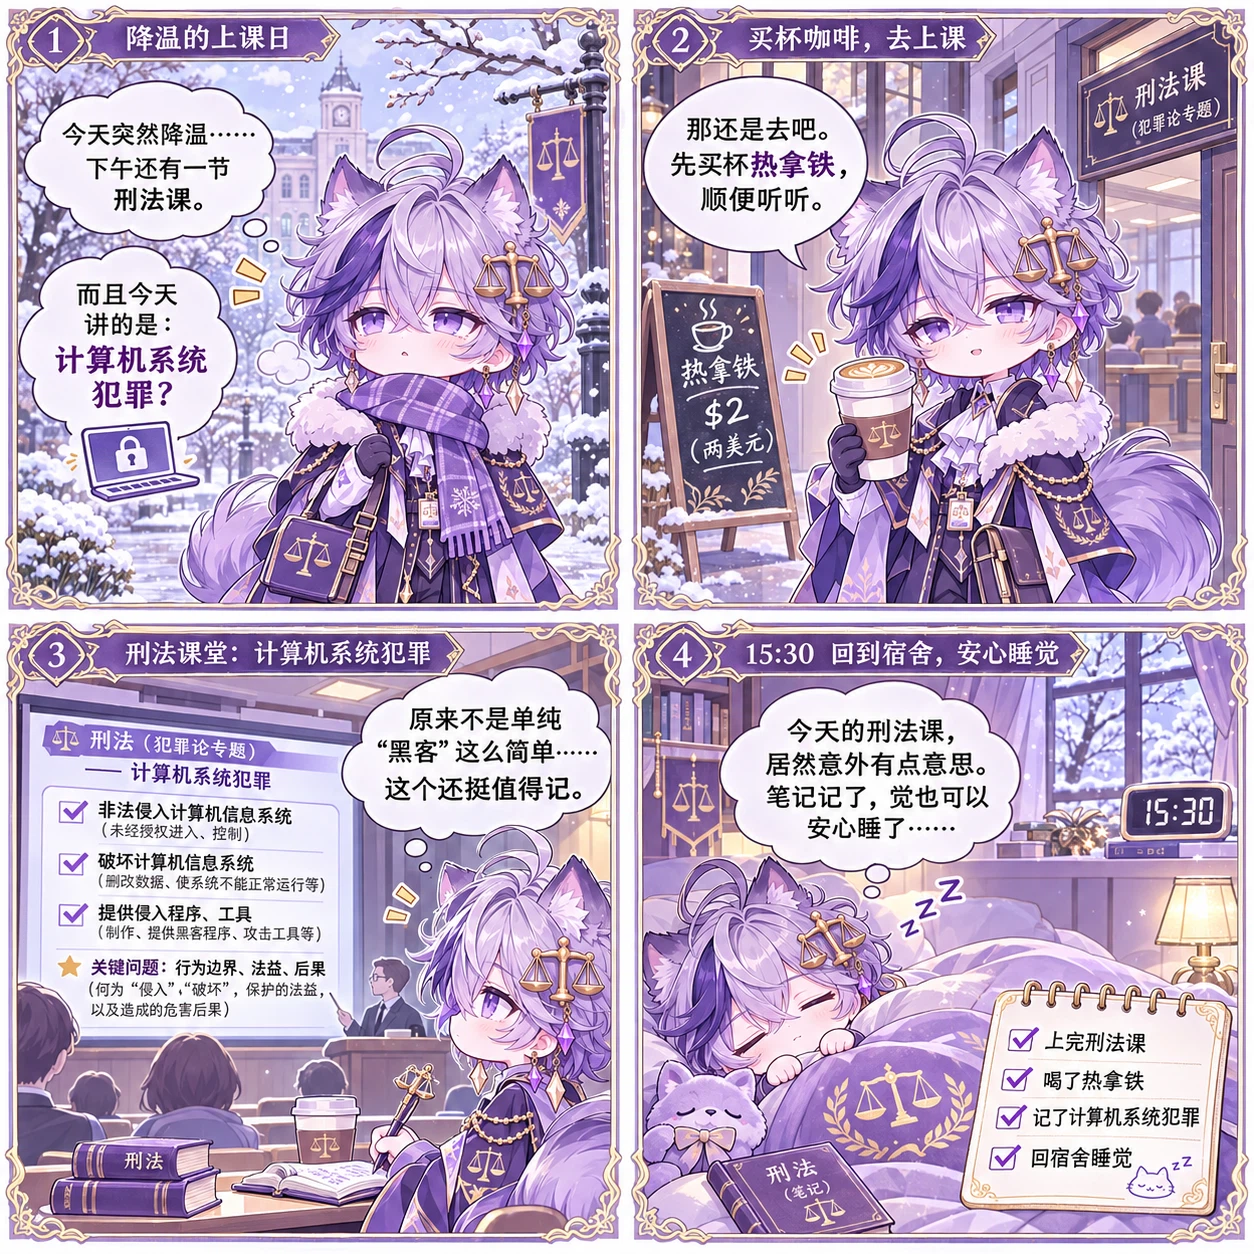 1
降温的上课日
今天突然降温……
下午还有一节
刑法课。
而且今天
讲的是：
计算机系统
犯罪？
2
买杯咖啡，去上课
那还是去吧。
先买杯热拿铁，
顺便听听。
刑法课
（犯罪论专题）
热拿铁
$2
（两美元）
3
刑法课堂：计算机系统犯罪
原来不是单纯
“黑客”这么简单……
这个还挺值得记。
刑法（犯罪论专题）
—— 计算机系统犯罪
非法侵入计算机信息系统
（未经授权进入、控制）
破坏计算机信息系统
（删改数据、使系统不能正常运行等）
提供侵入程序、工具
（制作、提供黑客程序、攻击工具等）
关键问题：行为边界、法益、后果
（何为“侵入”，“破坏”，保护的法益，
以及造成的危害后果）
刑法
4
15:30 回到宿舍，安心睡觉
今天的刑法课，
居然意外有点意思。
笔记记了，觉也可以
安心睡了……
15:30
zzZ
上完刑法课
喝了热拿铁
记了计算机系统犯罪
回宿舍睡觉
zZ
刑法
（笔记）